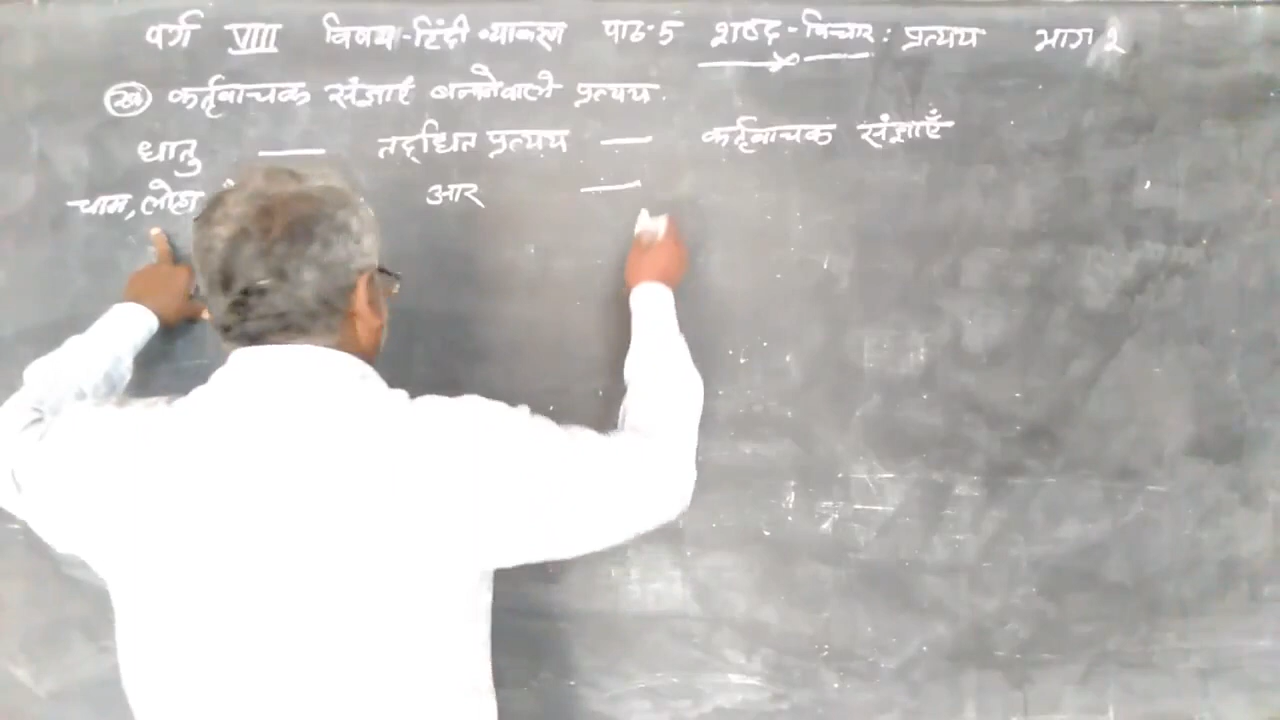 वर्ग VIII विषय-हिंदी व्याकरण पाठ-5 शब्द-विचार: प्रत्यय भाग 2
(ख) कर्तृवाचक संज्ञाएँ बनानेवाले प्रत्यय.
धातु — तद्धित प्रत्यय — कर्तृवाचक संज्ञाएँ
चाम, लोहा आर —